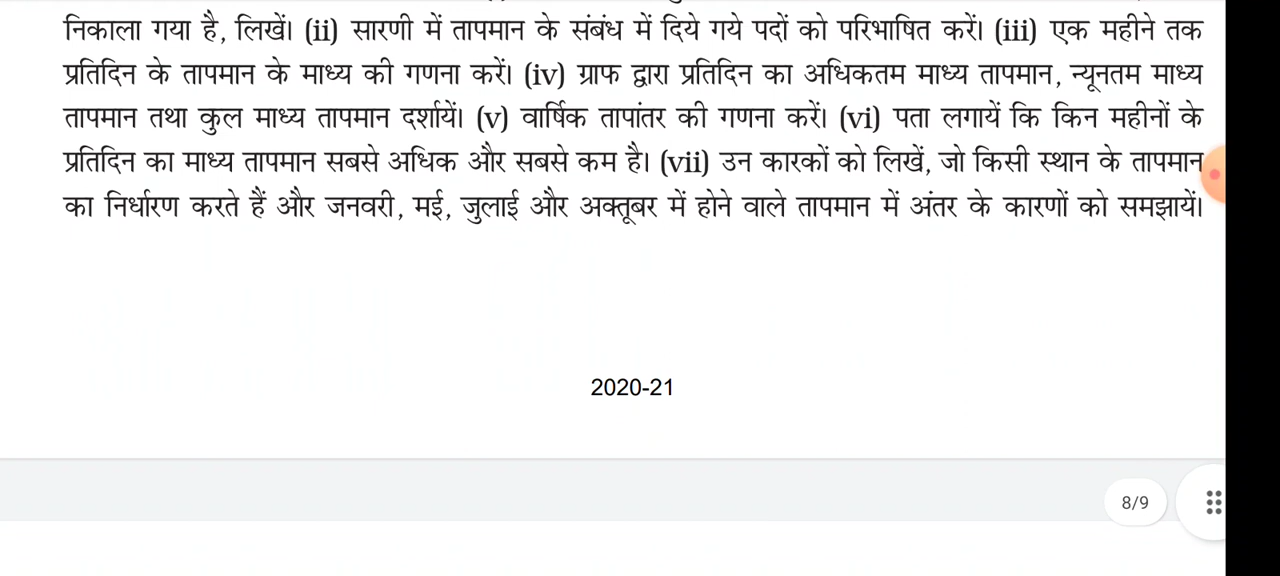 निकाला गया है, लिखें। (ii) सारणी में तापमान के संबंध में दिये गये पदों को परिभाषित करें। (iii) एक महीने तक
प्रतिदिन के तापमान के माध्य की गणना करें। (iv) ग्राफ द्वारा प्रतिदिन का अधिकतम माध्य तापमान, न्यूनतम माध्य
तापमान तथा कुल माध्य तापमान दर्शायें। (v) वार्षिक तापांतर की गणना करें। (vi) पता लगायें कि किन महीनों के
प्रतिदिन का माध्य तापमान सबसे अधिक और सबसे कम है। (vii) उन कारकों को लिखें, जो किसी स्थान के तापमान
का निर्धारण करते हैं और जनवरी, मई, जुलाई और अक्तूबर में होने वाले तापमान में अंतर के कारणों को समझायें।
2020-21
8/9